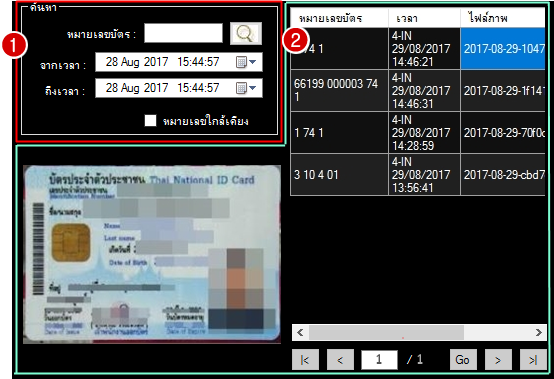 ค้นหา
1
หมายเลขบัตร :
จากเวลา : 28 Aug 2017 15:44:57
ถึงเวลา : 28 Aug 2017 15:44:57
หมายเลขใกล้เคียง
2
หมายเลขบัตร เวลา ไฟล์ภาพ
74 1 4-IN 29/08/2017 14:46:21 2017-08-29-1047
66199 000003 74 1 4-IN 29/08/2017 14:46:31 2017-08-29-1f14
1 74 1 4-IN 29/08/2017 14:28:59 2017-08-29-70f0
3 10 4 01 4-IN 29/08/2017 13:56:41 2017-08-29-cbd7
บัตรประจำตัวประชาชน Thai National ID Card
เลขประจำตัวประชาชน
Identification Number
ชื่อตัวและชื่อสกุล
Name
Last name
เกิดวันที่
Date of Birth
ที่อยู่
Date of Issue
Date of Expiry
|< < 1 / 1 Go > >|